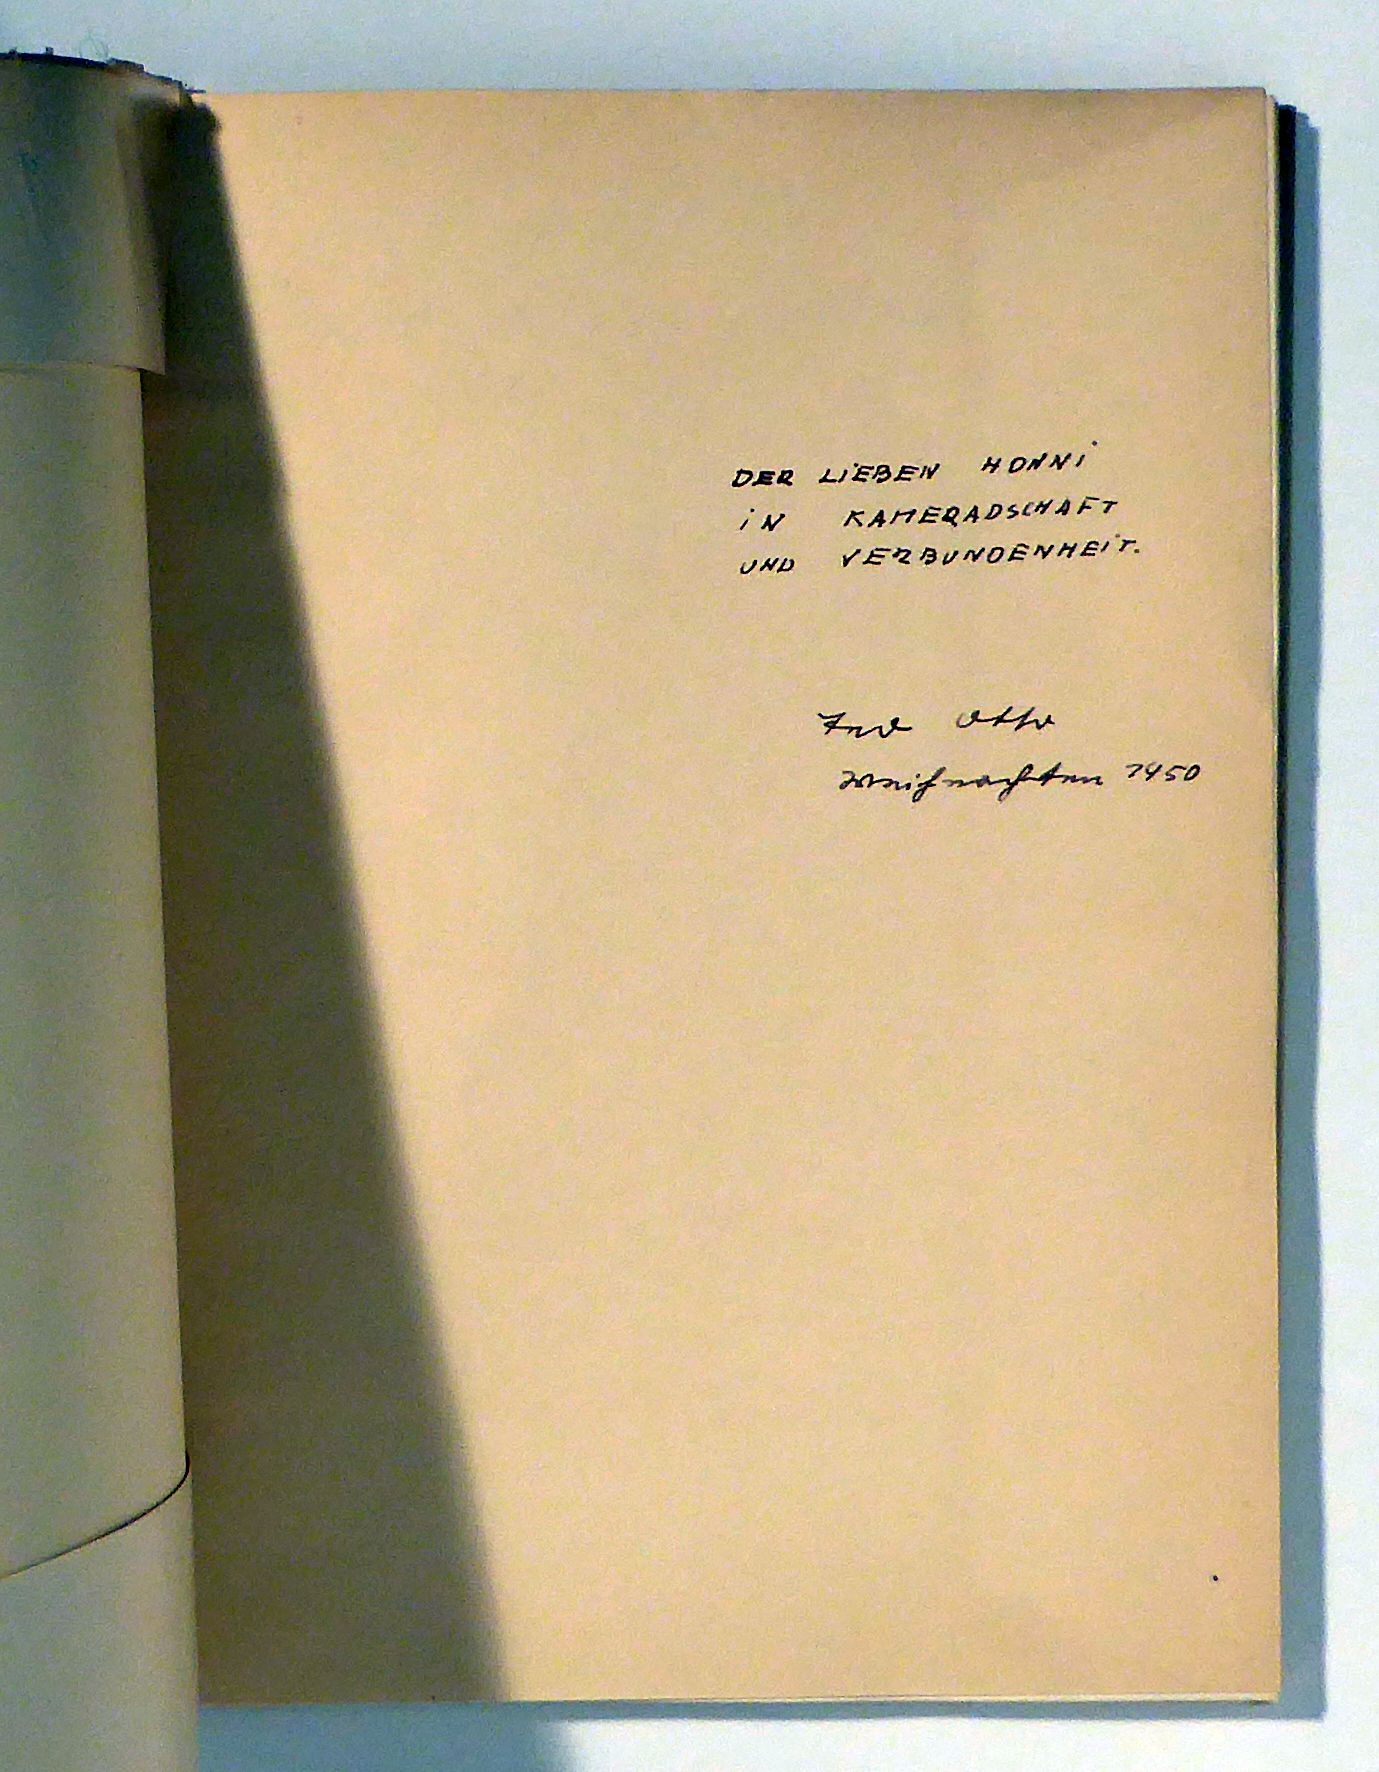 DER LiEBEN HONNi
iN KAMERADSCHAFT
UND VERBUNDENHEiT.
Otto
Weihnachten 1950